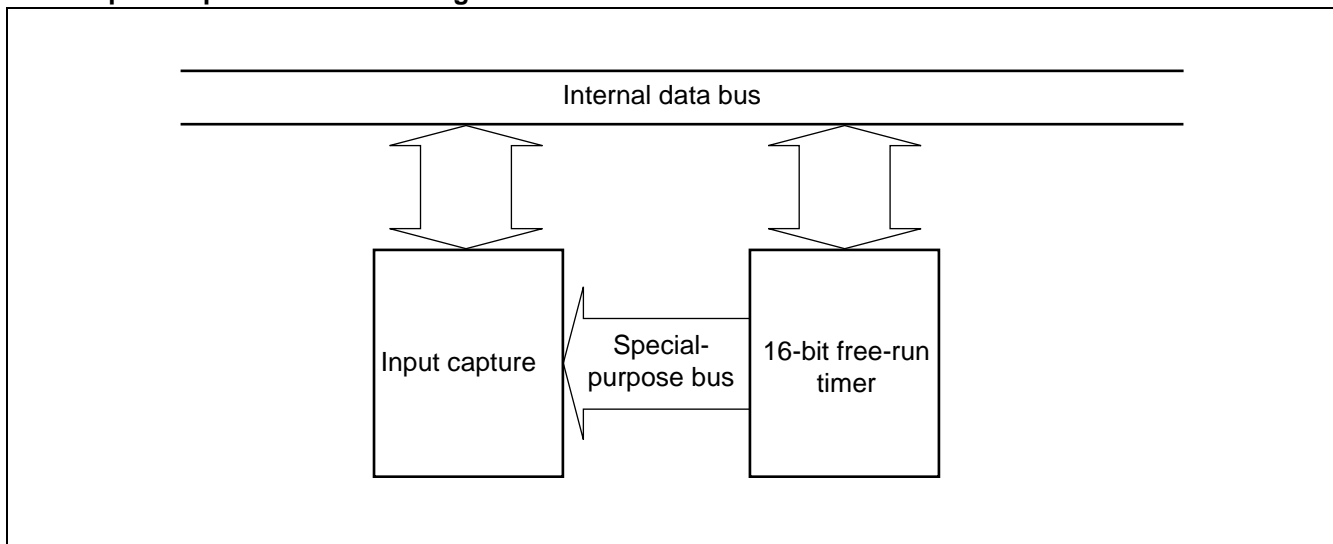 Internal data bus
Input capture
Special-
purpose bus
16-bit free-run
timer